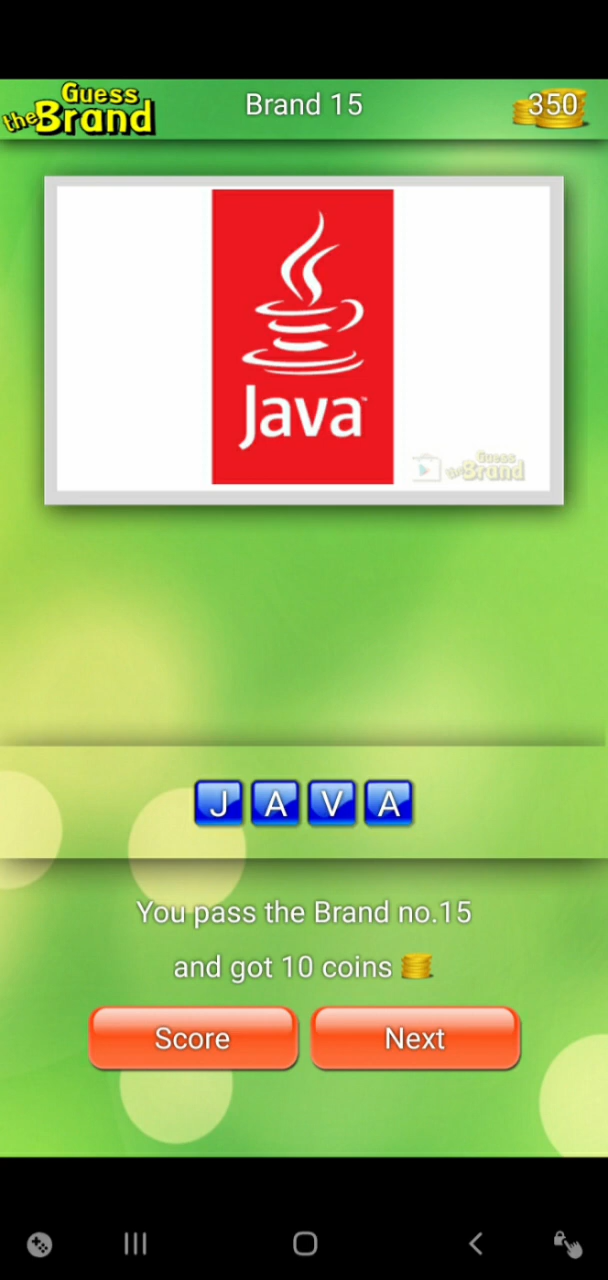 Guess
the Brand
Brand 15
350
Java™
Guess
the Brand
J A V A
You pass the Brand no.15
and got 10 coins
Score
Next